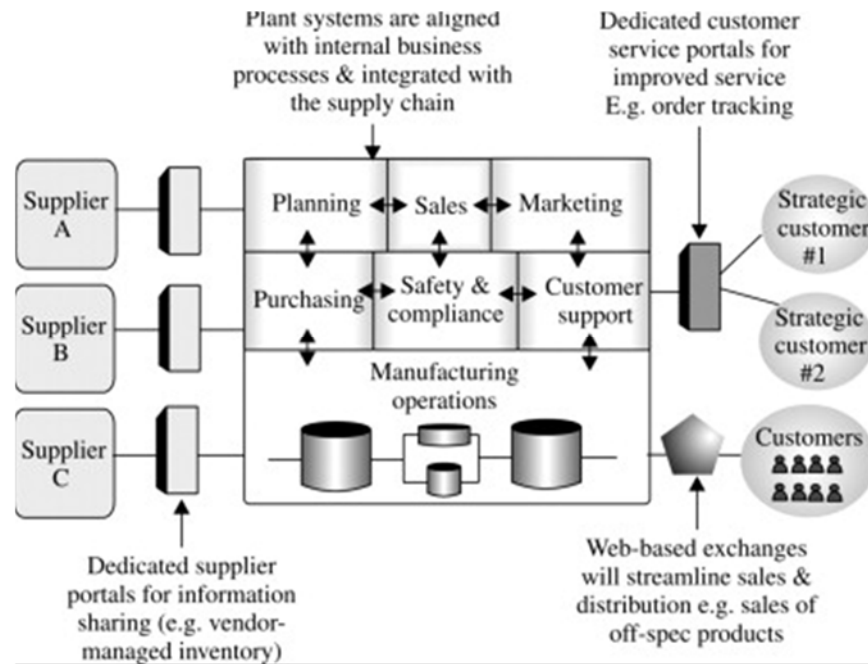 Plant systems are aligned
with internal business
processes & integrated with
the supply chain
Dedicated customer
service portals for
improved service
E.g. order tracking
Supplier
A
Planning
Sales
Marketing
Strategic
customer
#1
Supplier
B
Purchasing
Safety &
compliance
Customer
support
Strategic
customer
#2
Manufacturing
operations
Supplier
C
Customers
Dedicated supplier
portals for information
sharing (e.g. vendor-
managed inventory)
Web-based exchanges
will streamline sales &
distribution e.g. sales of
off-spec products